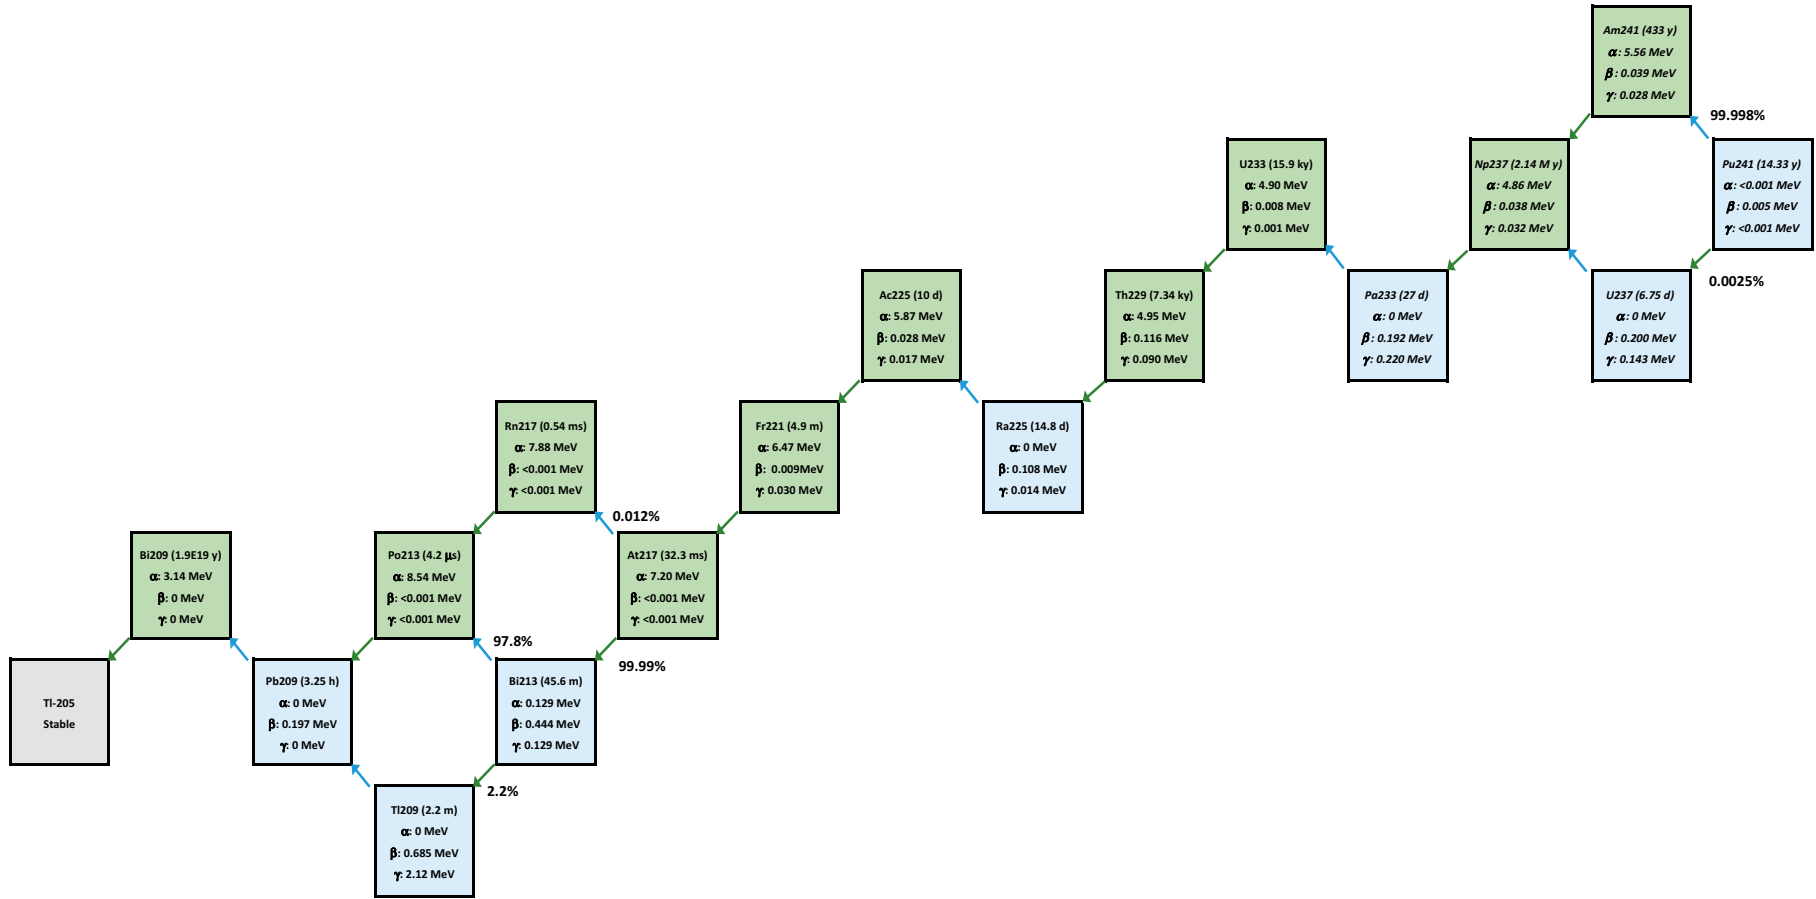 Am241 (433 y)
α: 5.56 MeV
β: 0.039 MeV
γ: 0.028 MeV
99.998%
U233 (15.9 ky)
α: 4.90 MeV
β: 0.008 MeV
γ: 0.001 MeV
Np237 (2.14 M y)
α: 4.86 MeV
β: 0.038 MeV
γ: 0.032 MeV
Pu241 (14.33 y)
α: <0.001 MeV
β: 0.005 MeV
γ: <0.001 MeV
0.0025%
Ac225 (10 d)
α: 5.87 MeV
β: 0.028 MeV
γ: 0.017 MeV
Th229 (7.34 ky)
α: 4.95 MeV
β: 0.116 MeV
γ: 0.090 MeV
Pa233 (27 d)
α: 0 MeV
β: 0.192 MeV
γ: 0.220 MeV
U237 (6.75 d)
α: 0 MeV
β: 0.200 MeV
γ: 0.143 MeV
Rn217 (0.54 ms)
α: 7.88 MeV
β: <0.001 MeV
γ: <0.001 MeV
0.012%
Fr221 (4.9 m)
α: 6.47 MeV
β: 0.009MeV
γ: 0.030 MeV
Ra225 (14.8 d)
α: 0 MeV
β: 0.108 MeV
γ: 0.014 MeV
Bi209 (1.9E19 y)
α: 3.14 MeV
β: 0 MeV
γ: 0 MeV
Po213 (4.2 μs)
α: 8.54 MeV
β: <0.001 MeV
γ: <0.001 MeV
97.8%
At217 (32.3 ms)
α: 7.20 MeV
β: <0.001 MeV
γ: <0.001 MeV
99.99%
Tl-205
Stable
Pb209 (3.25 h)
α: 0 MeV
β: 0.197 MeV
γ: 0 MeV
Bi213 (45.6 m)
α: 0.129 MeV
β: 0.444 MeV
γ: 0.129 MeV
2.2%
Tl209 (2.2 m)
α: 0 MeV
β: 0.685 MeV
γ: 2.12 MeV